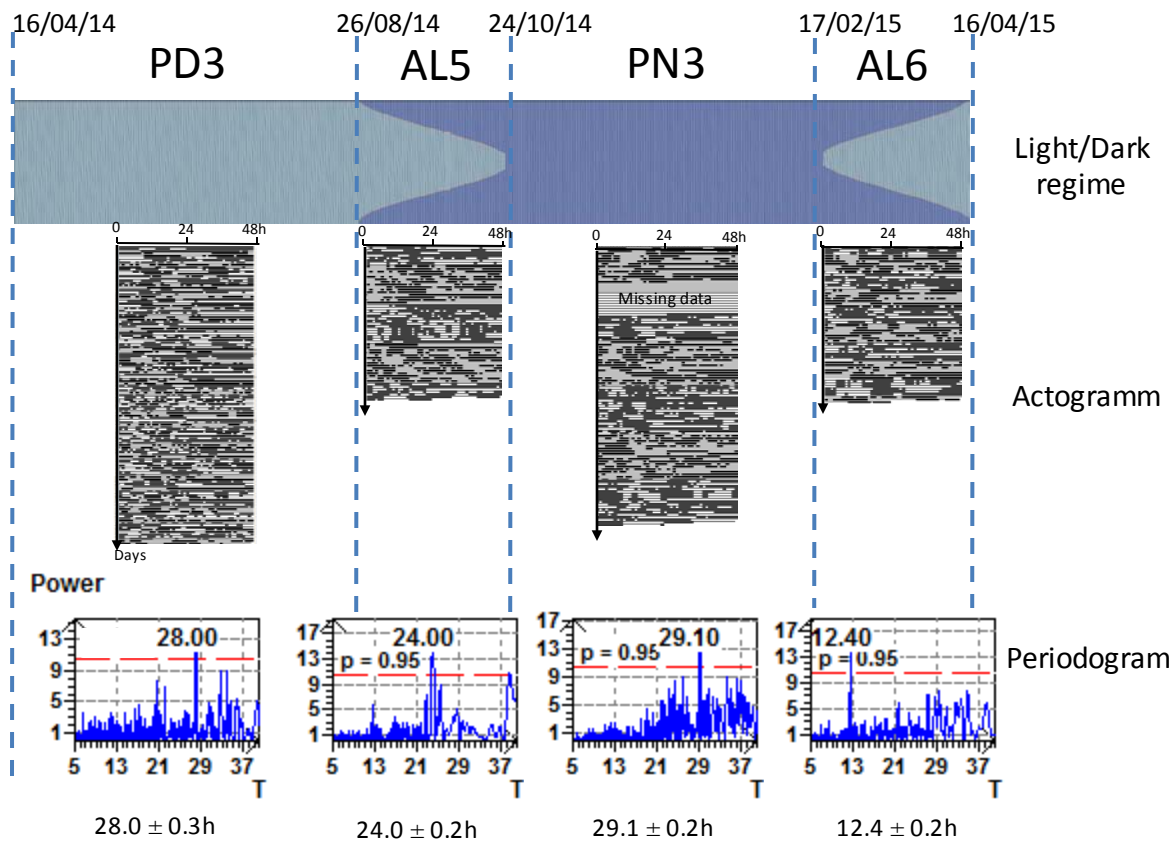 16/04/14 26/08/14 24/10/14 17/02/15 16/04/15
PD3 AL5 PN3 AL6
Light/Dark
regime
0 24 48h 0 24 48h 0 24 48h 0 24 48h
Missing data
Actogramm
Days
Power
13 9 5 1
28.00
5 13 21 29 37
T
17 13 9 5 1
24.00
p = 0.95
5 13 21 29 37
T
17 13 9 5 1
29.10
p = 0.95
5 13 21 29 37
T
17 13 9 5 1
12.40
p = 0.95
5 13 21 29 37
T
Periodogram
28.0 ± 0.3h 24.0 ± 0.2h 29.1 ± 0.2h 12.4 ± 0.2h